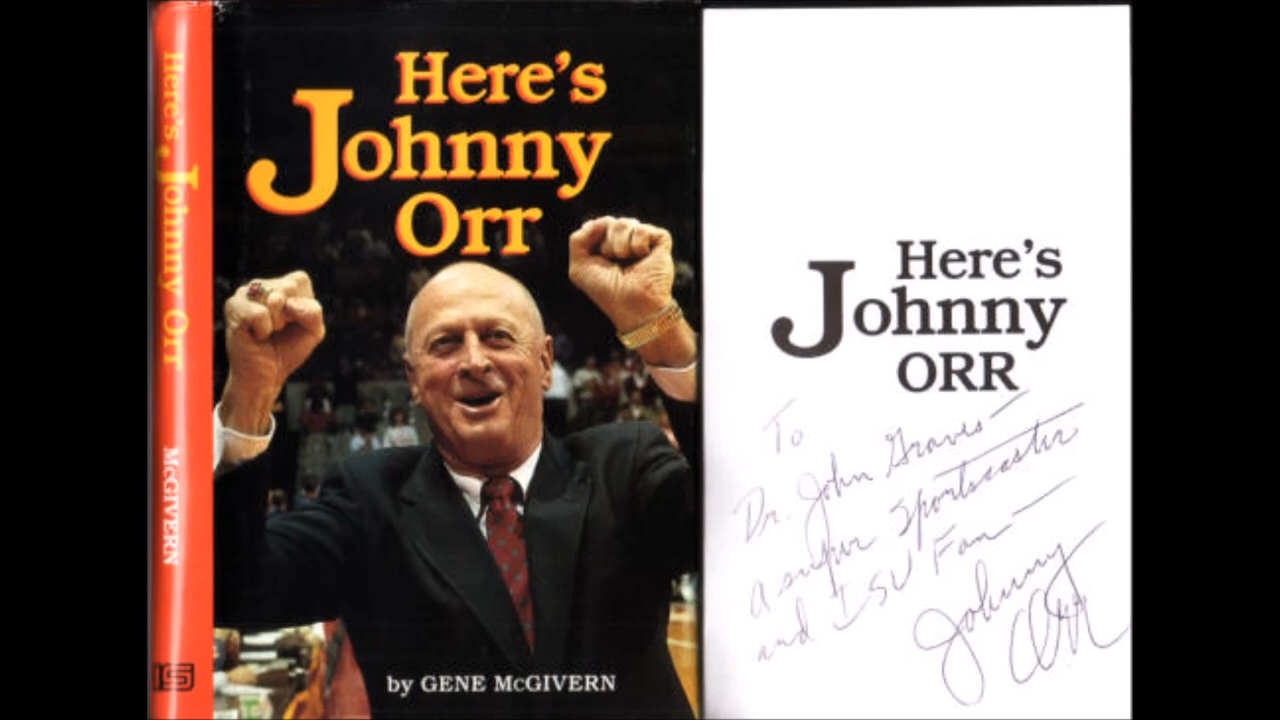 Here's Johnny Orr
McGIVERN
Here's
Johnny
Orr
by GENE McGIVERN
Here's
Johnny
ORR
To
Dr. John Graves—
A super Sportscaster
and ISU Fan—
Johnny
Orr